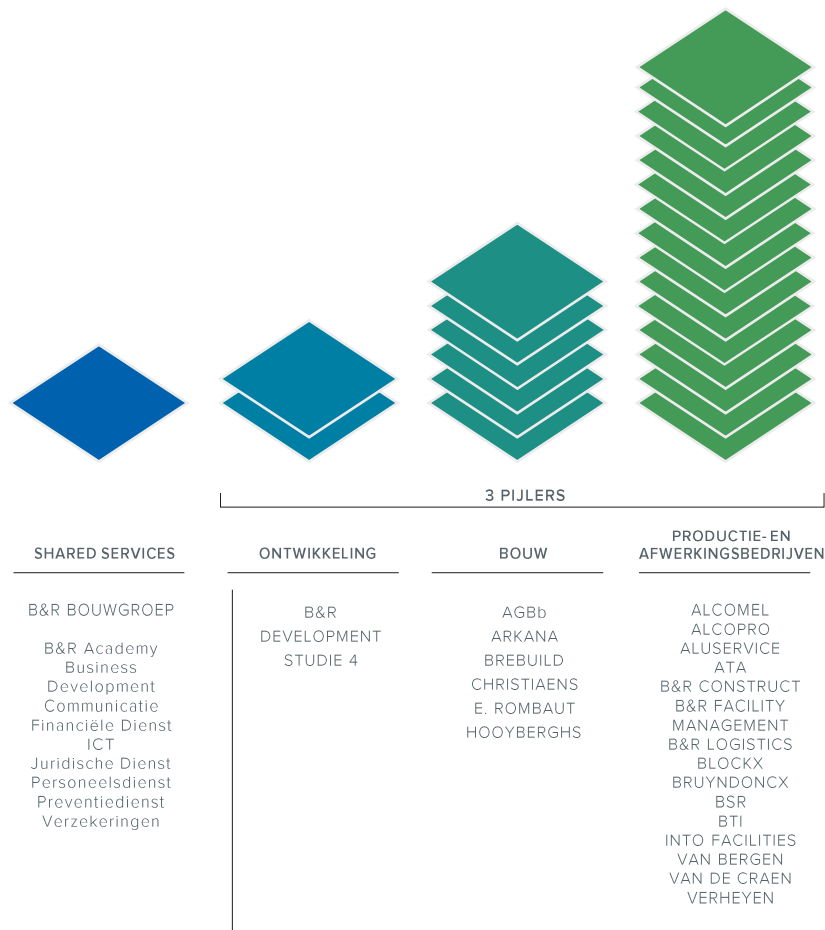 3 PIJLERS
SHARED SERVICES
B&R BOUWGROEP
B&R Academy
Business
Development
Communicatie
Financiële Dienst
ICT
Juridische Dienst
Personeelsdienst
Preventiedienst
Verzekeringen
ONTWIKKELING
B&R
DEVELOPMENT
STUDIE 4
BOUW
AGBb
ARKANA
BREBUILD
CHRISTIAENS
E. ROMBAUT
HOOYBERGHS
PRODUCTIE- EN
AFWERKINGSBEDRIJVEN
ALCOMEL
ALCOPRO
ALUSERVICE
ATA
B&R CONSTRUCT
B&R FACILITY
MANAGEMENT
B&R LOGISTICS
BLOCKX
BRUYNDONCX
BSR
BTI
INTO FACILITIES
VAN BERGEN
VAN DE CRAEN
VERHEYEN